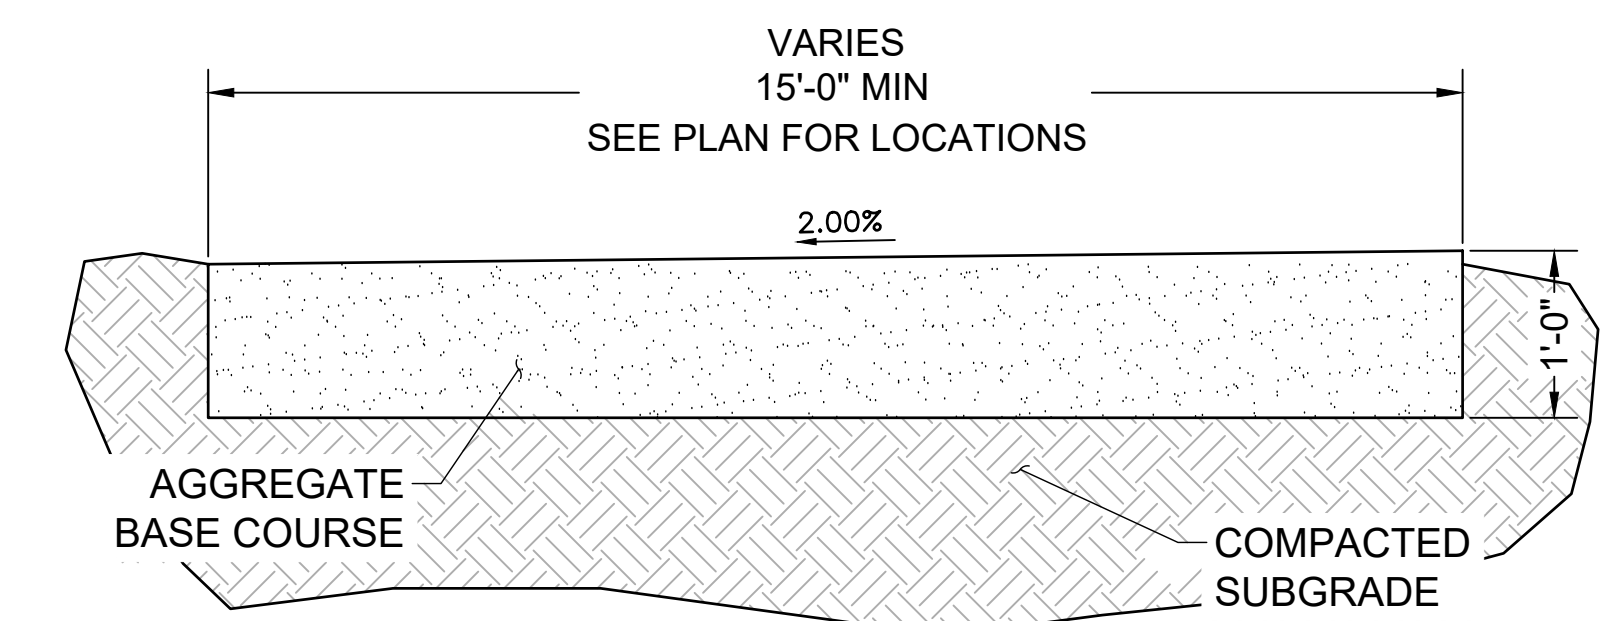 VARIES
15'-0" MIN
SEE PLAN FOR LOCATIONS
2.00%
1'-0"
AGGREGATE
BASE COURSE
COMPACTED
SUBGRADE